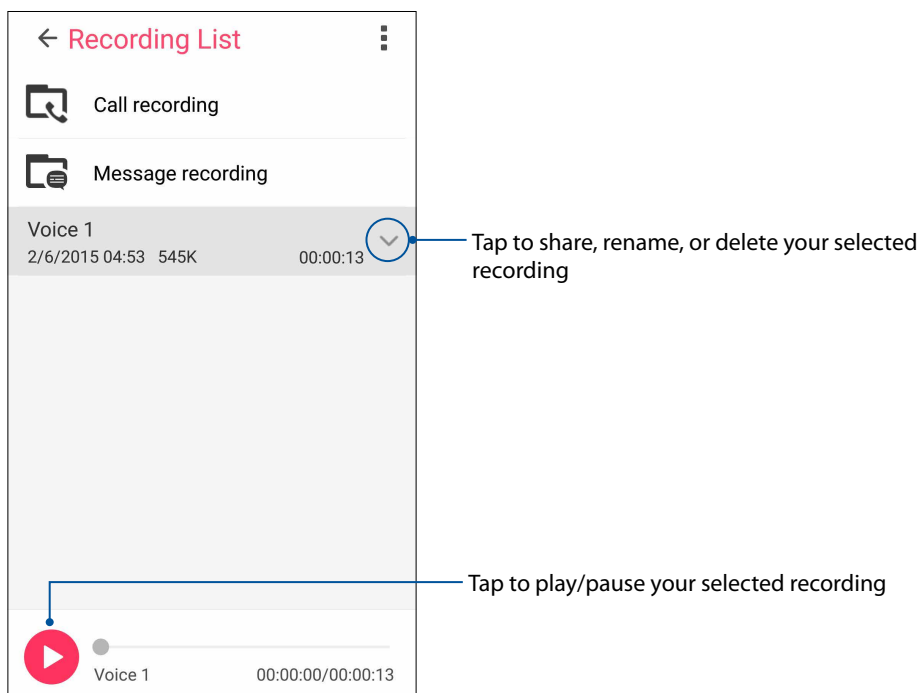 Recording List
Call recording
Message recording
Voice 1
2/6/2015 04:53 545K 00:00:13
Tap to share, rename, or delete your selected
recording
Tap to play/pause your selected recording
Voice 1 00:00:00/00:00:13